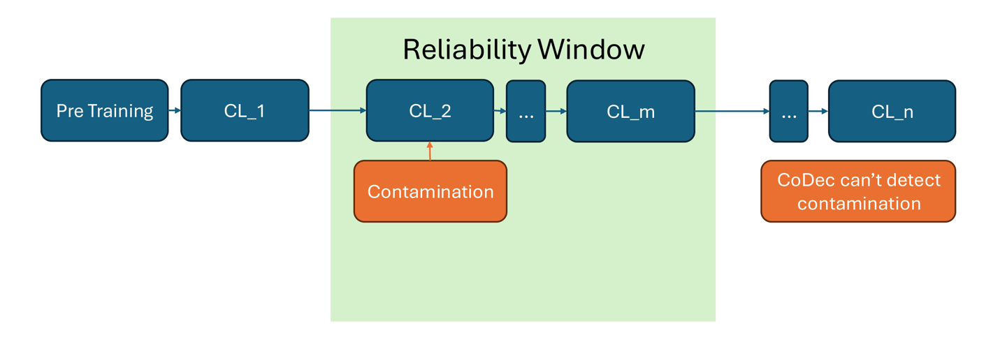 Reliability Window
Pre Training
CL_1
CL_2
...
CL_m
...
CL_n
Contamination
CoDec can't detect
contamination